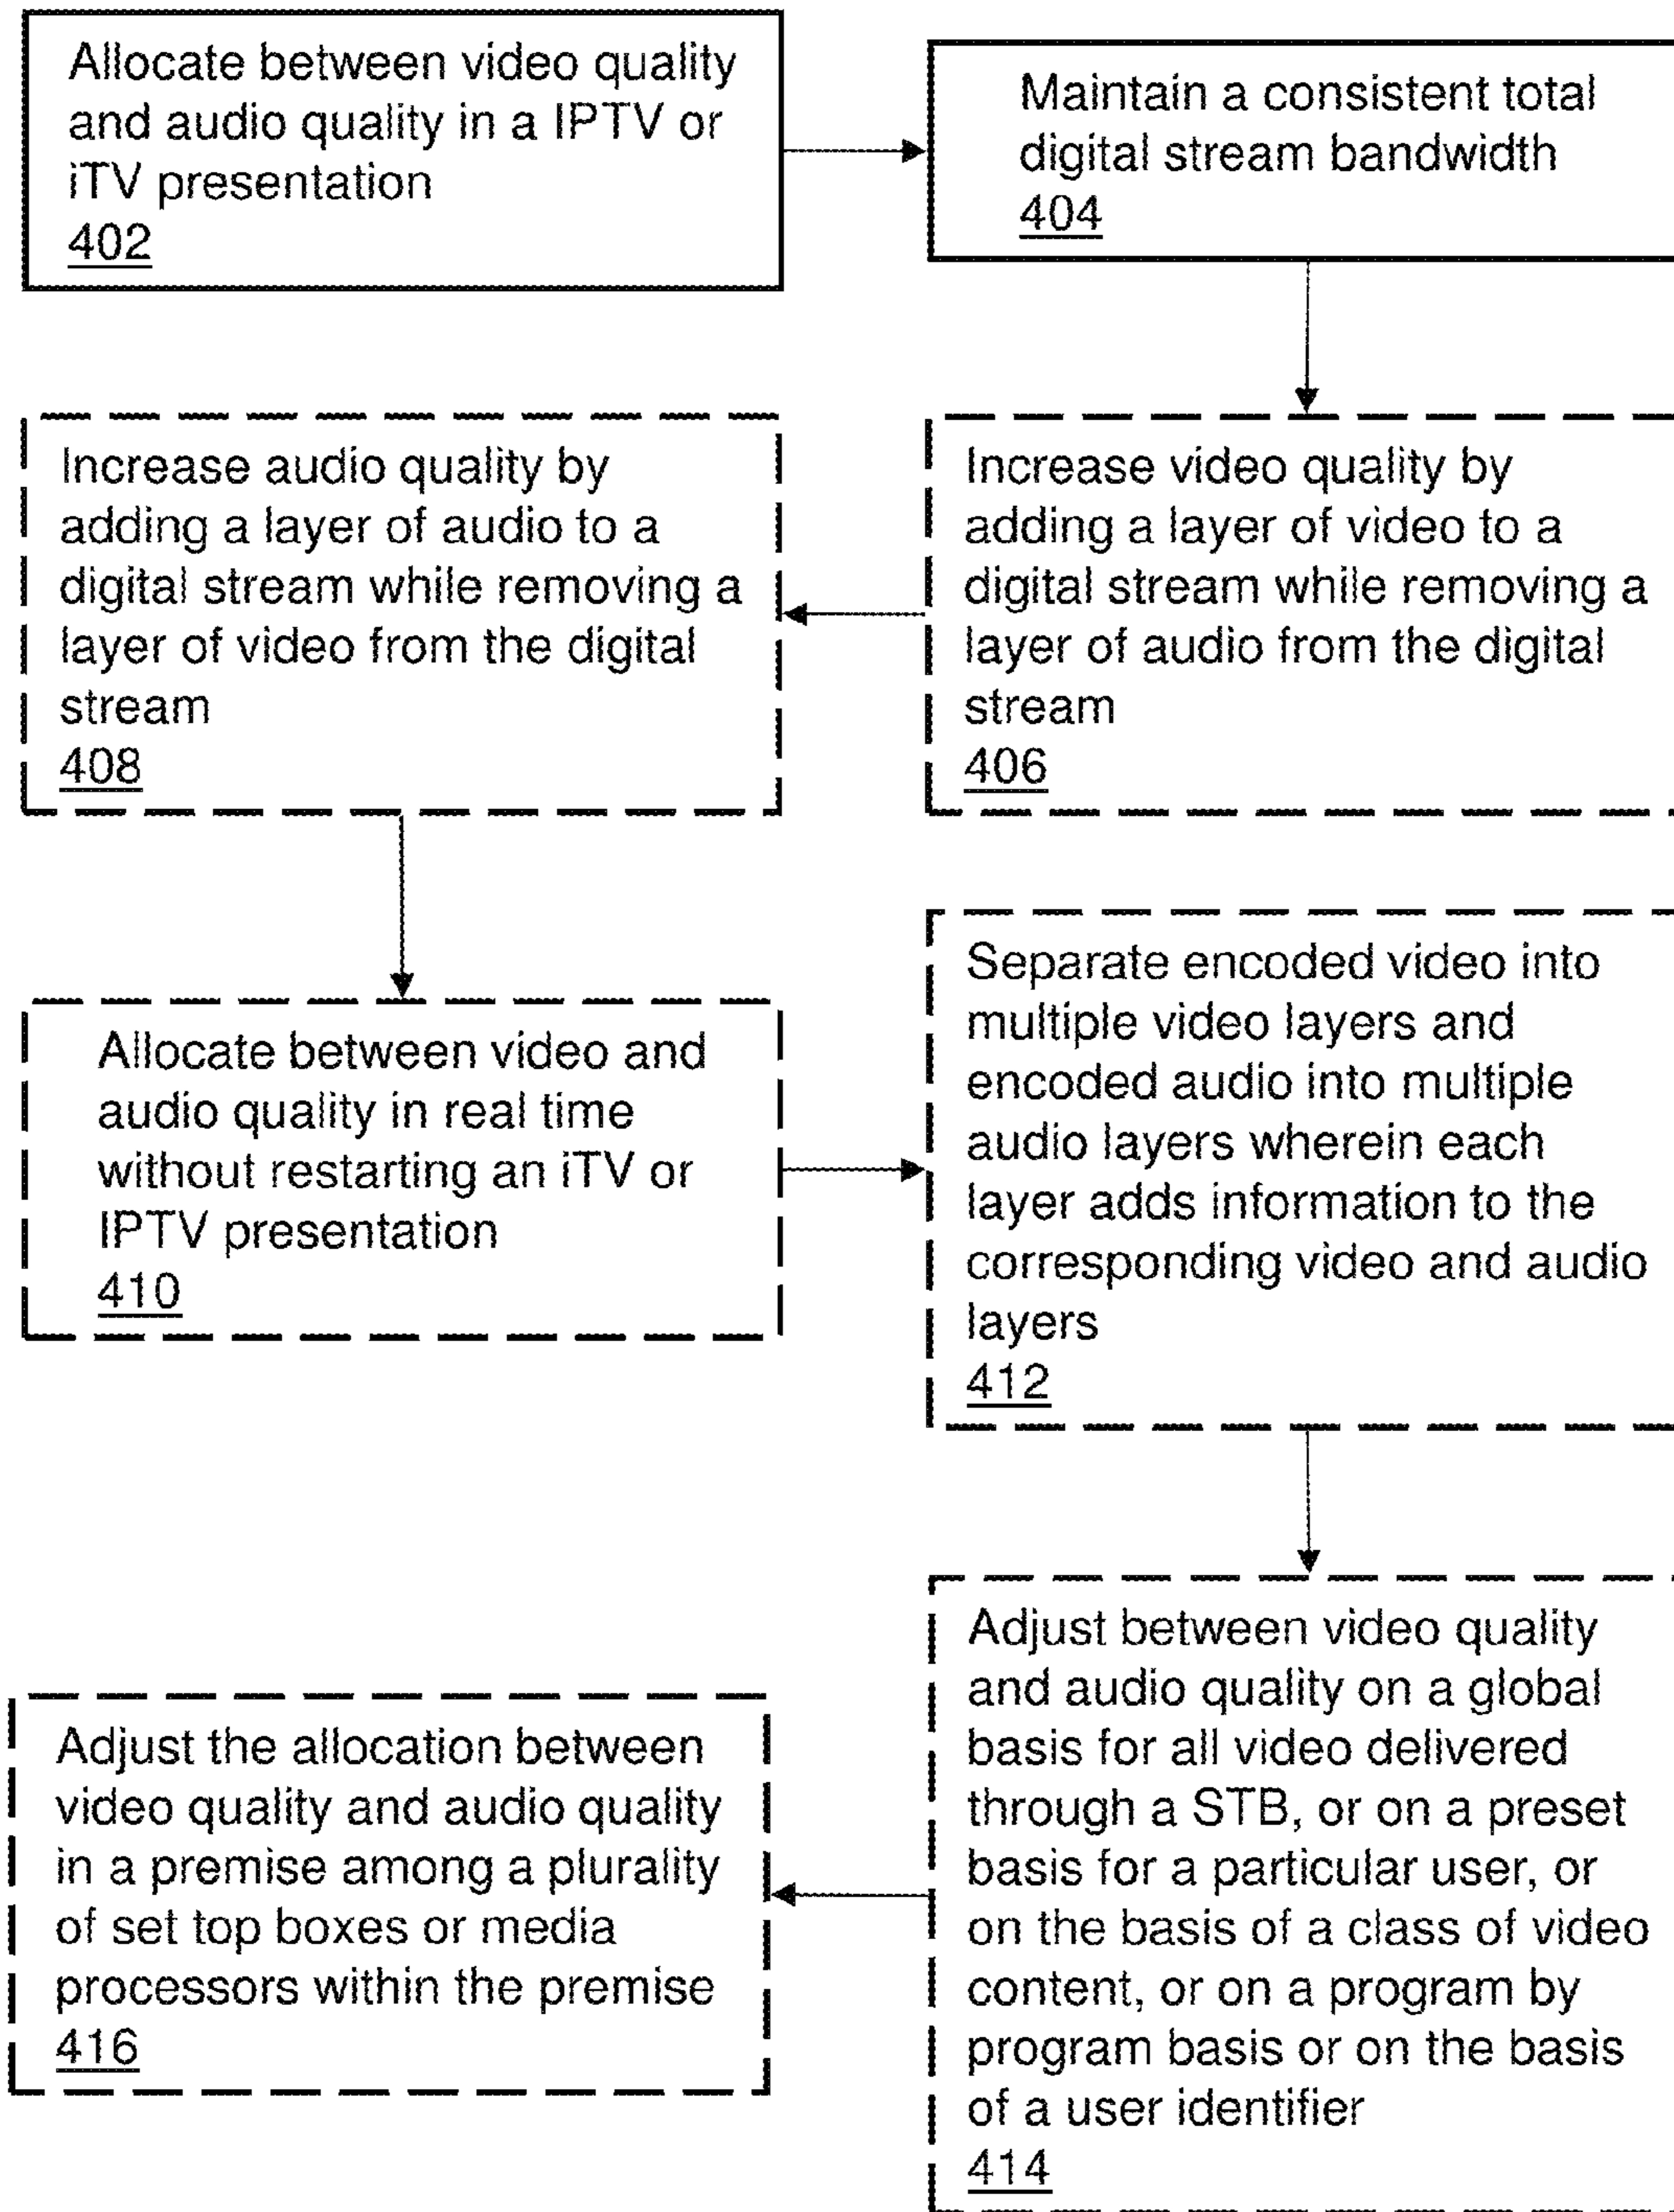 Allocate between video quality
and audio quality in a IPTV or
iTV presentation
402
Maintain a consistent total
digital stream bandwidth
404
Increase video quality by
adding a layer of video to a
digital stream while removing a
layer of audio from the digital
stream
406
Increase audio quality by
adding a layer of audio to a
digital stream while removing a
layer of video from the digital
stream
408
Allocate between video and
audio quality in real time
without restarting an iTV or
IPTV presentation
410
Separate encoded video into
multiple video layers and
encoded audio into multiple
audio layers wherein each
layer adds information to the
corresponding video and audio
layers
412
Adjust between video quality
and audio quality on a global
basis for all video delivered
through a STB, or on a preset
basis for a particular user, or
on the basis of a class of video
content, or on a program by
program basis or on the basis
of a user identifier
414
Adjust the allocation between
video quality and audio quality
in a premise among a plurality
of set top boxes or media
processors within the premise
416